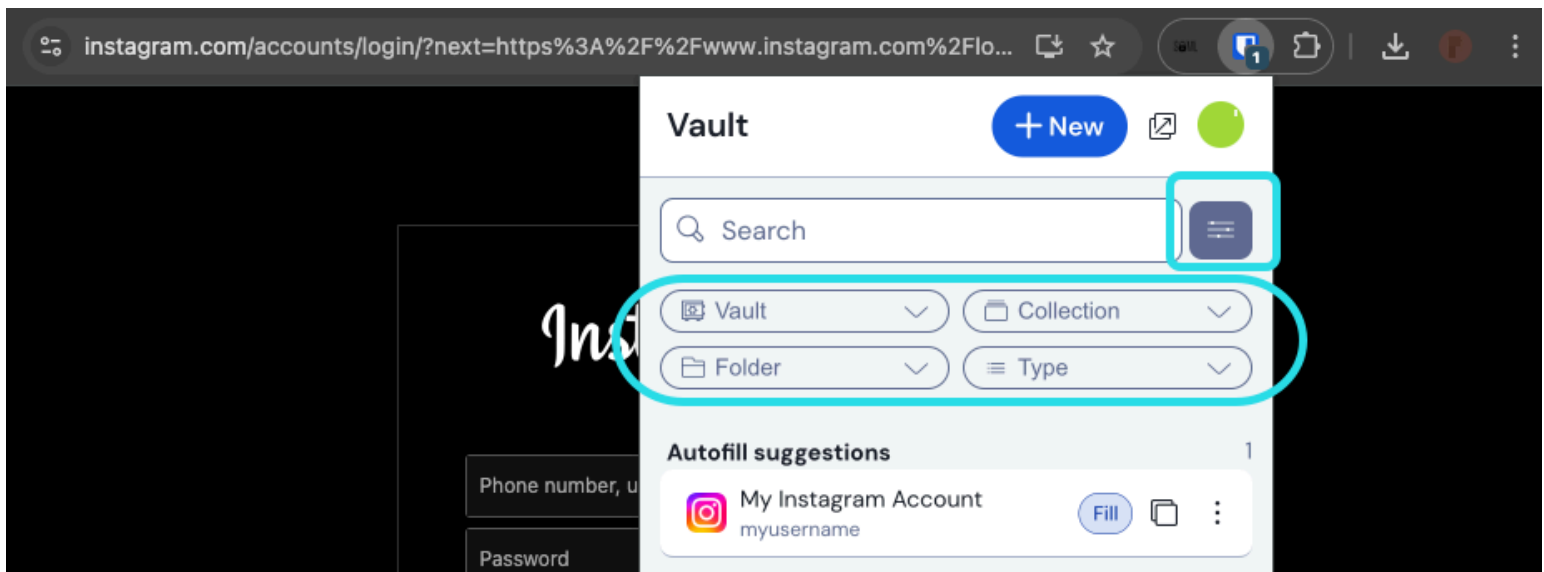 instagram.com/accounts/login/?next=https%3A%2F%2Fwww.instagram.com%2Flo...
1
Vault
+ New
Search
Vault
Collection
Folder
Type
Inst
Autofill suggestions
1
Phone number, u
My Instagram Account
myusername
Fill
Password